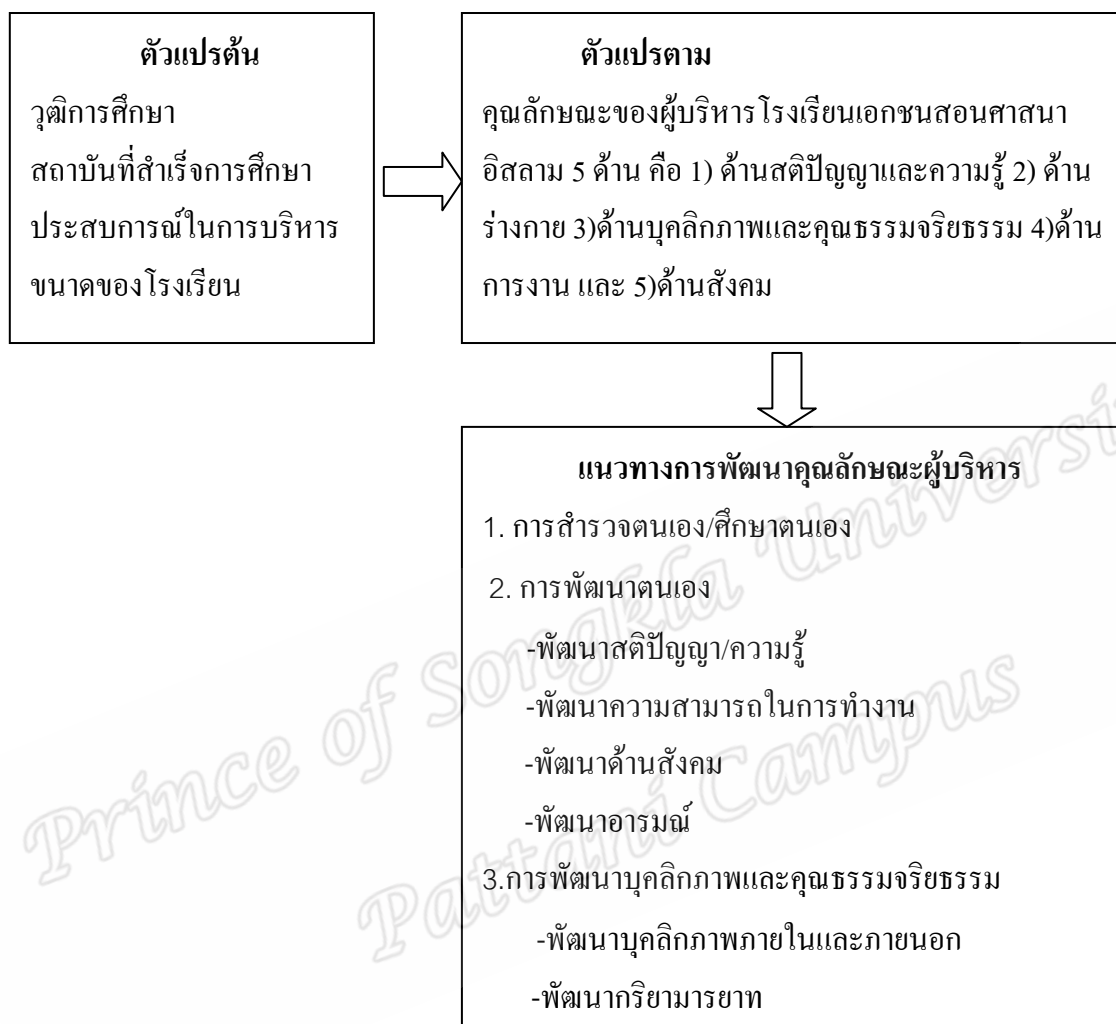 ตัวแปรต้น
วุฒิการศึกษา
สถาบันที่สำเร็จการศึกษา
ประสบการณ์ในการบริหาร
ขนาดของโรงเรียน
ตัวแปรตาม
คุณลักษณะของผู้บริหารโรงเรียนเอกชนสอนศาสนา
อิสลาม 5 ด้าน คือ 1) ด้านสติปัญญาและความรู้ 2) ด้าน
ร่างกาย 3)ด้านบุคลิกภาพและคุณธรรมจริยธรรม 4)ด้าน
การงาน และ 5)ด้านสังคม
แนวทางการพัฒนาคุณลักษณะผู้บริหาร
1. การสำรวจตนเอง/ศึกษาตนเอง
2. การพัฒนาตนเอง
-พัฒนาสติปัญญา/ความรู้
-พัฒนาความสามารถในการทำงาน
-พัฒนาด้านสังคม
-พัฒนาอารมณ์
3.การพัฒนาบุคลิกภาพและคุณธรรมจริยธรรม
-พัฒนาบุคลิกภาพภายในและภายนอก
-พัฒนากริยามารยาท
Prince of Songkla Universi
Pattani Campus